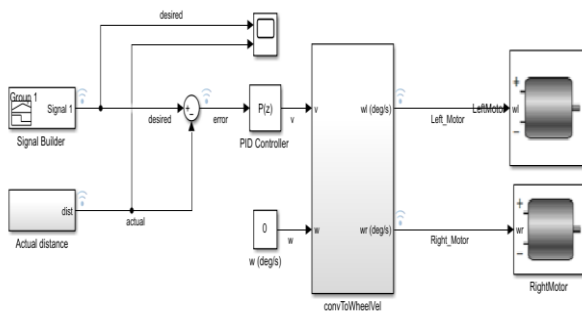 desired
Group 1
Signal 1
Signal Builder
desired
+
−
error
P(z)
PID Controller
v
v
wl (deg/s)
Left_Motor
LeftMotor
+
wl
−
dist
Actual distance
actual
0
w (deg/s)
w
w
wr (deg/s)
Right_Motor
convToWheelVel
+
wr
−
RightMotor